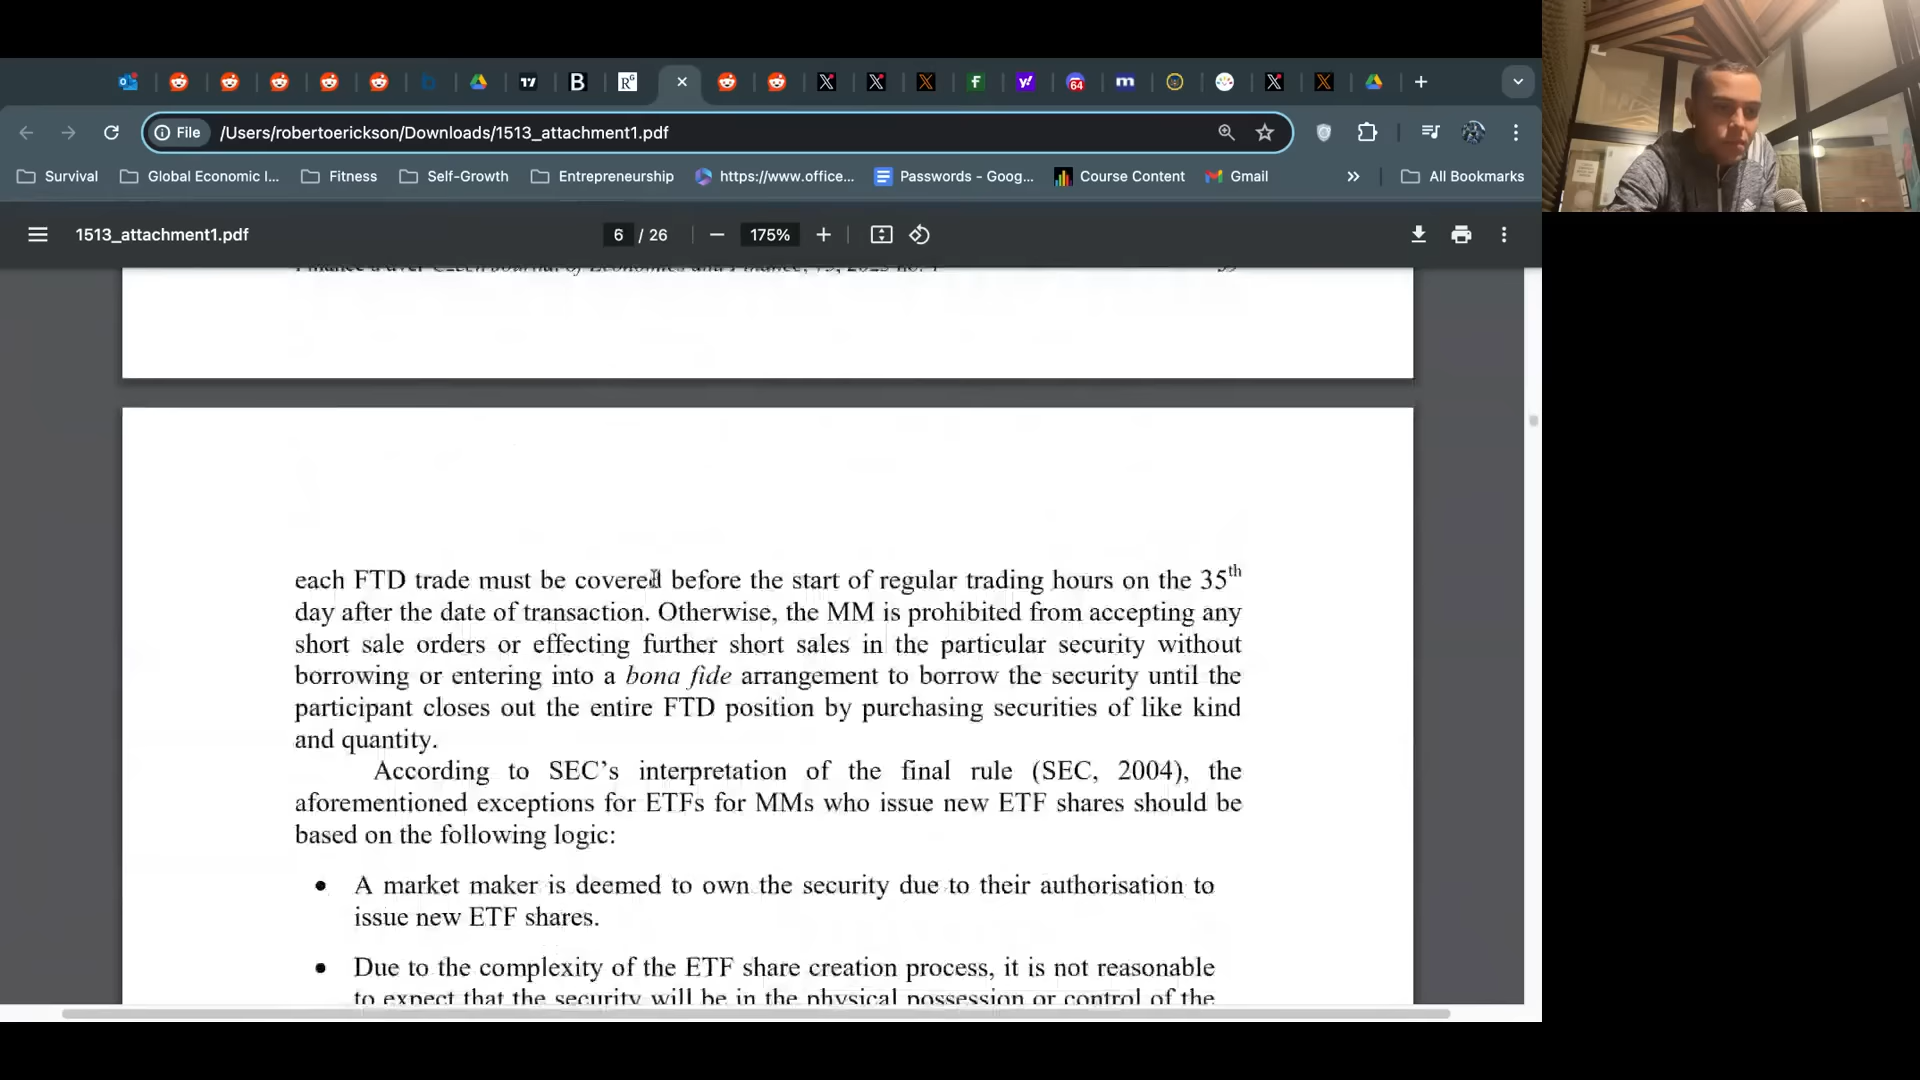 File /Users/robertoerickson/Downloads/1513_attachment1.pdf
Survival Global Economic I... Fitness Self-Growth Entrepreneurship https://www.office... Passwords - Goog... Course Content Gmail All Bookmarks
1513_attachment1.pdf 6 / 26 175%
each FTD trade must be covered before the start of regular trading hours on the 35th
day after the date of transaction. Otherwise, the MM is prohibited from accepting any
short sale orders or effecting further short sales in the particular security without
borrowing or entering into a bona fide arrangement to borrow the security until the
participant closes out the entire FTD position by purchasing securities of like kind
and quantity.
According to SEC’s interpretation of the final rule (SEC, 2004), the
aforementioned exceptions for ETFs for MMs who issue new ETF shares should be
based on the following logic:
• A market maker is deemed to own the security due to their authorisation to
issue new ETF shares.
• Due to the complexity of the ETF share creation process, it is not reasonable
to expect that the security will be in the physical possession or control of the